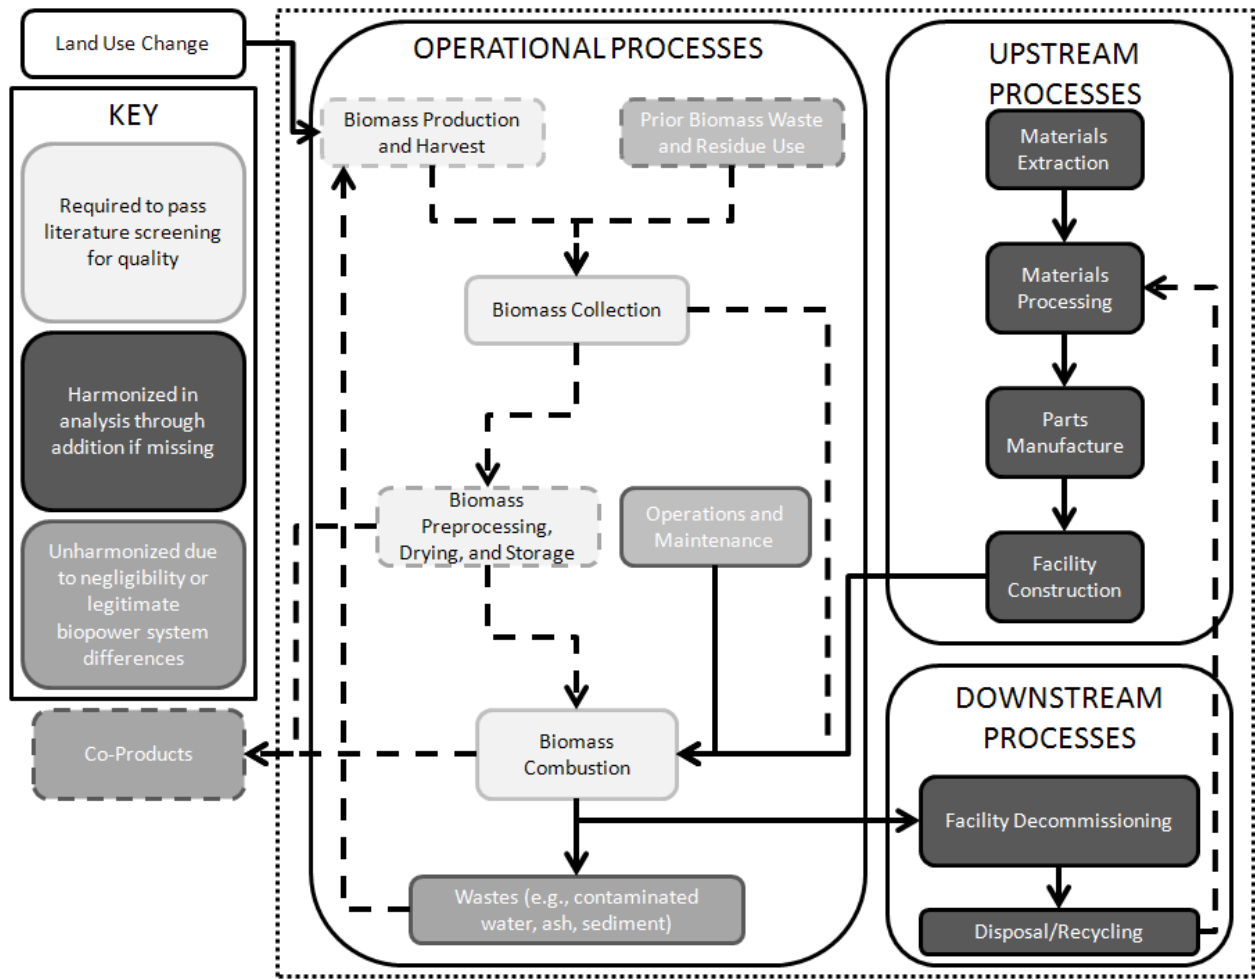 Land Use Change
KEY
Required to pass
literature screening
for quality
Harmonized in
analysis through
addition if missing
Unharmonized due
to negligibility or
legitimate
biopower system
differences
Co-Products
OPERATIONAL PROCESSES
Biomass Production
and Harvest
Prior Biomass Waste
and Residue Use
Biomass Collection
Biomass
Preprocessing,
Drying, and Storage
Operations and
Maintenance
Biomass
Combustion
Wastes (e.g., contaminated
water, ash, sediment)
UPSTREAM
PROCESSES
Materials
Extraction
Materials
Processing
Parts
Manufacture
Facility
Construction
DOWNSTREAM
PROCESSES
Facility Decommissioning
Disposal/Recycling